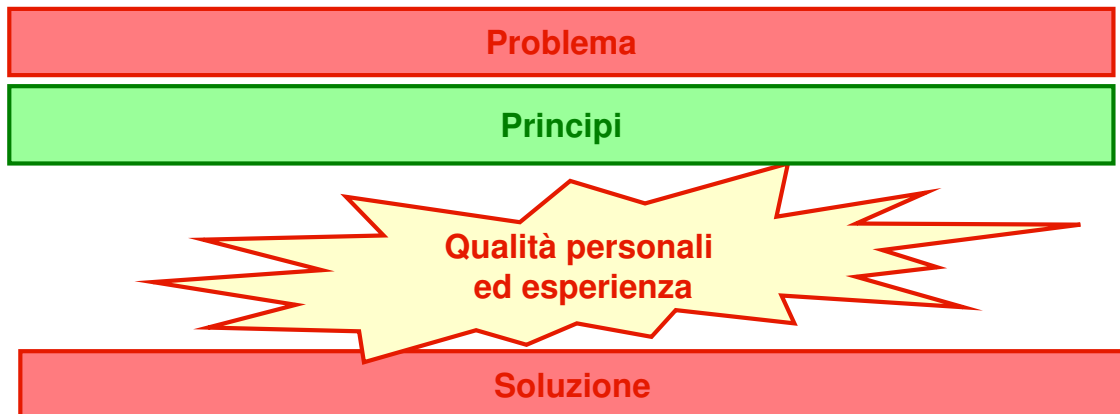 Problema
Principi
Qualità personali
ed esperienza
Soluzione